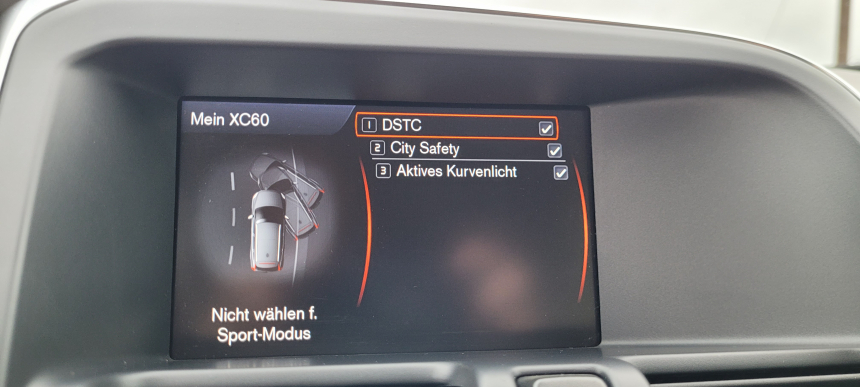 Mein XC60
1 DSTC
2 City Safety
3 Aktives Kurvenlicht
Nicht wählen f.
Sport-Modus